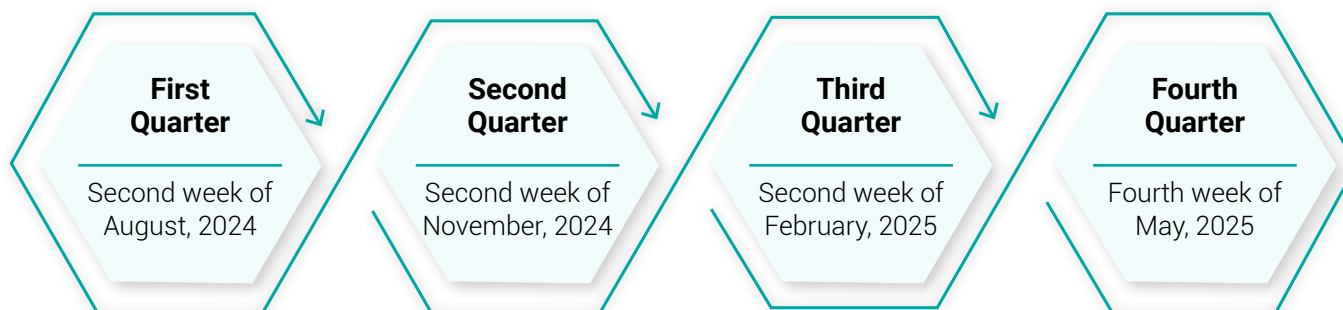 First
Quarter
Second week of
August, 2024
Second
Quarter
Second week of
November, 2024
Third
Quarter
Second week of
February, 2025
Fourth
Quarter
Fourth week of
May, 2025